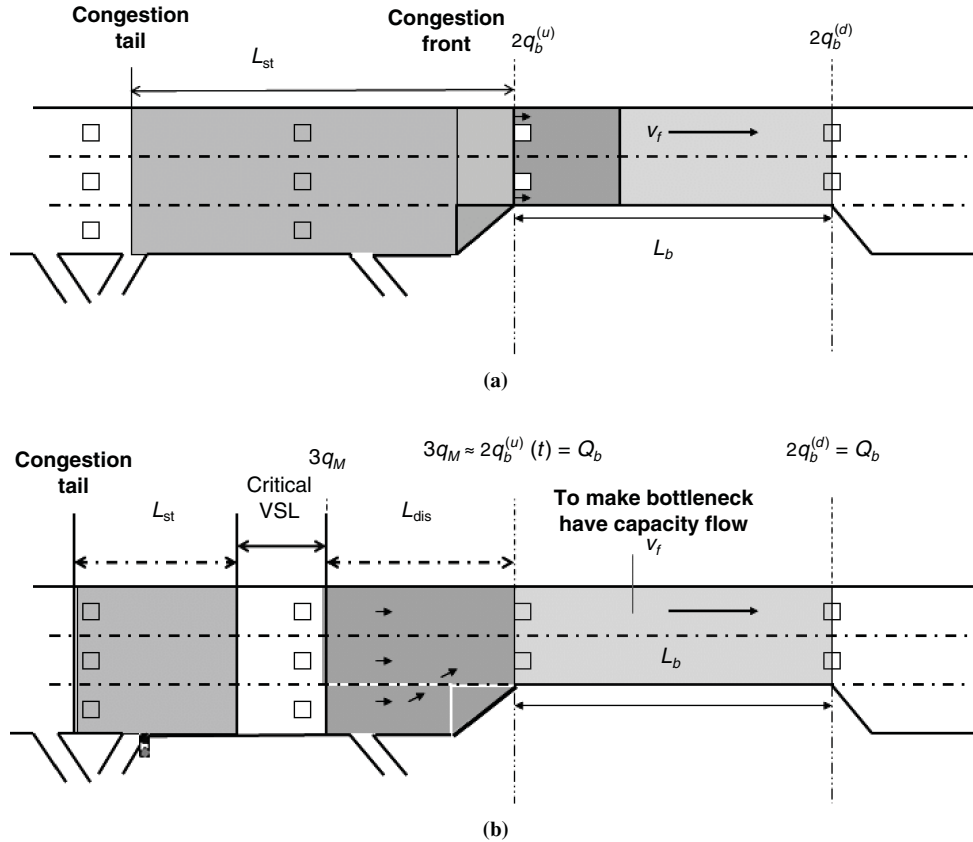 Congestion tail
Congestion front
2q_b^(u)
2q_b^(d)
L_st
v_f
L_b
(a)
Congestion tail
3q_M
3q_M ≈ 2q_b^(u) (t) = Q_b
2q_b^(d) = Q_b
L_st
Critical VSL
L_dis
To make bottleneck
have capacity flow
v_f
L_b
(b)